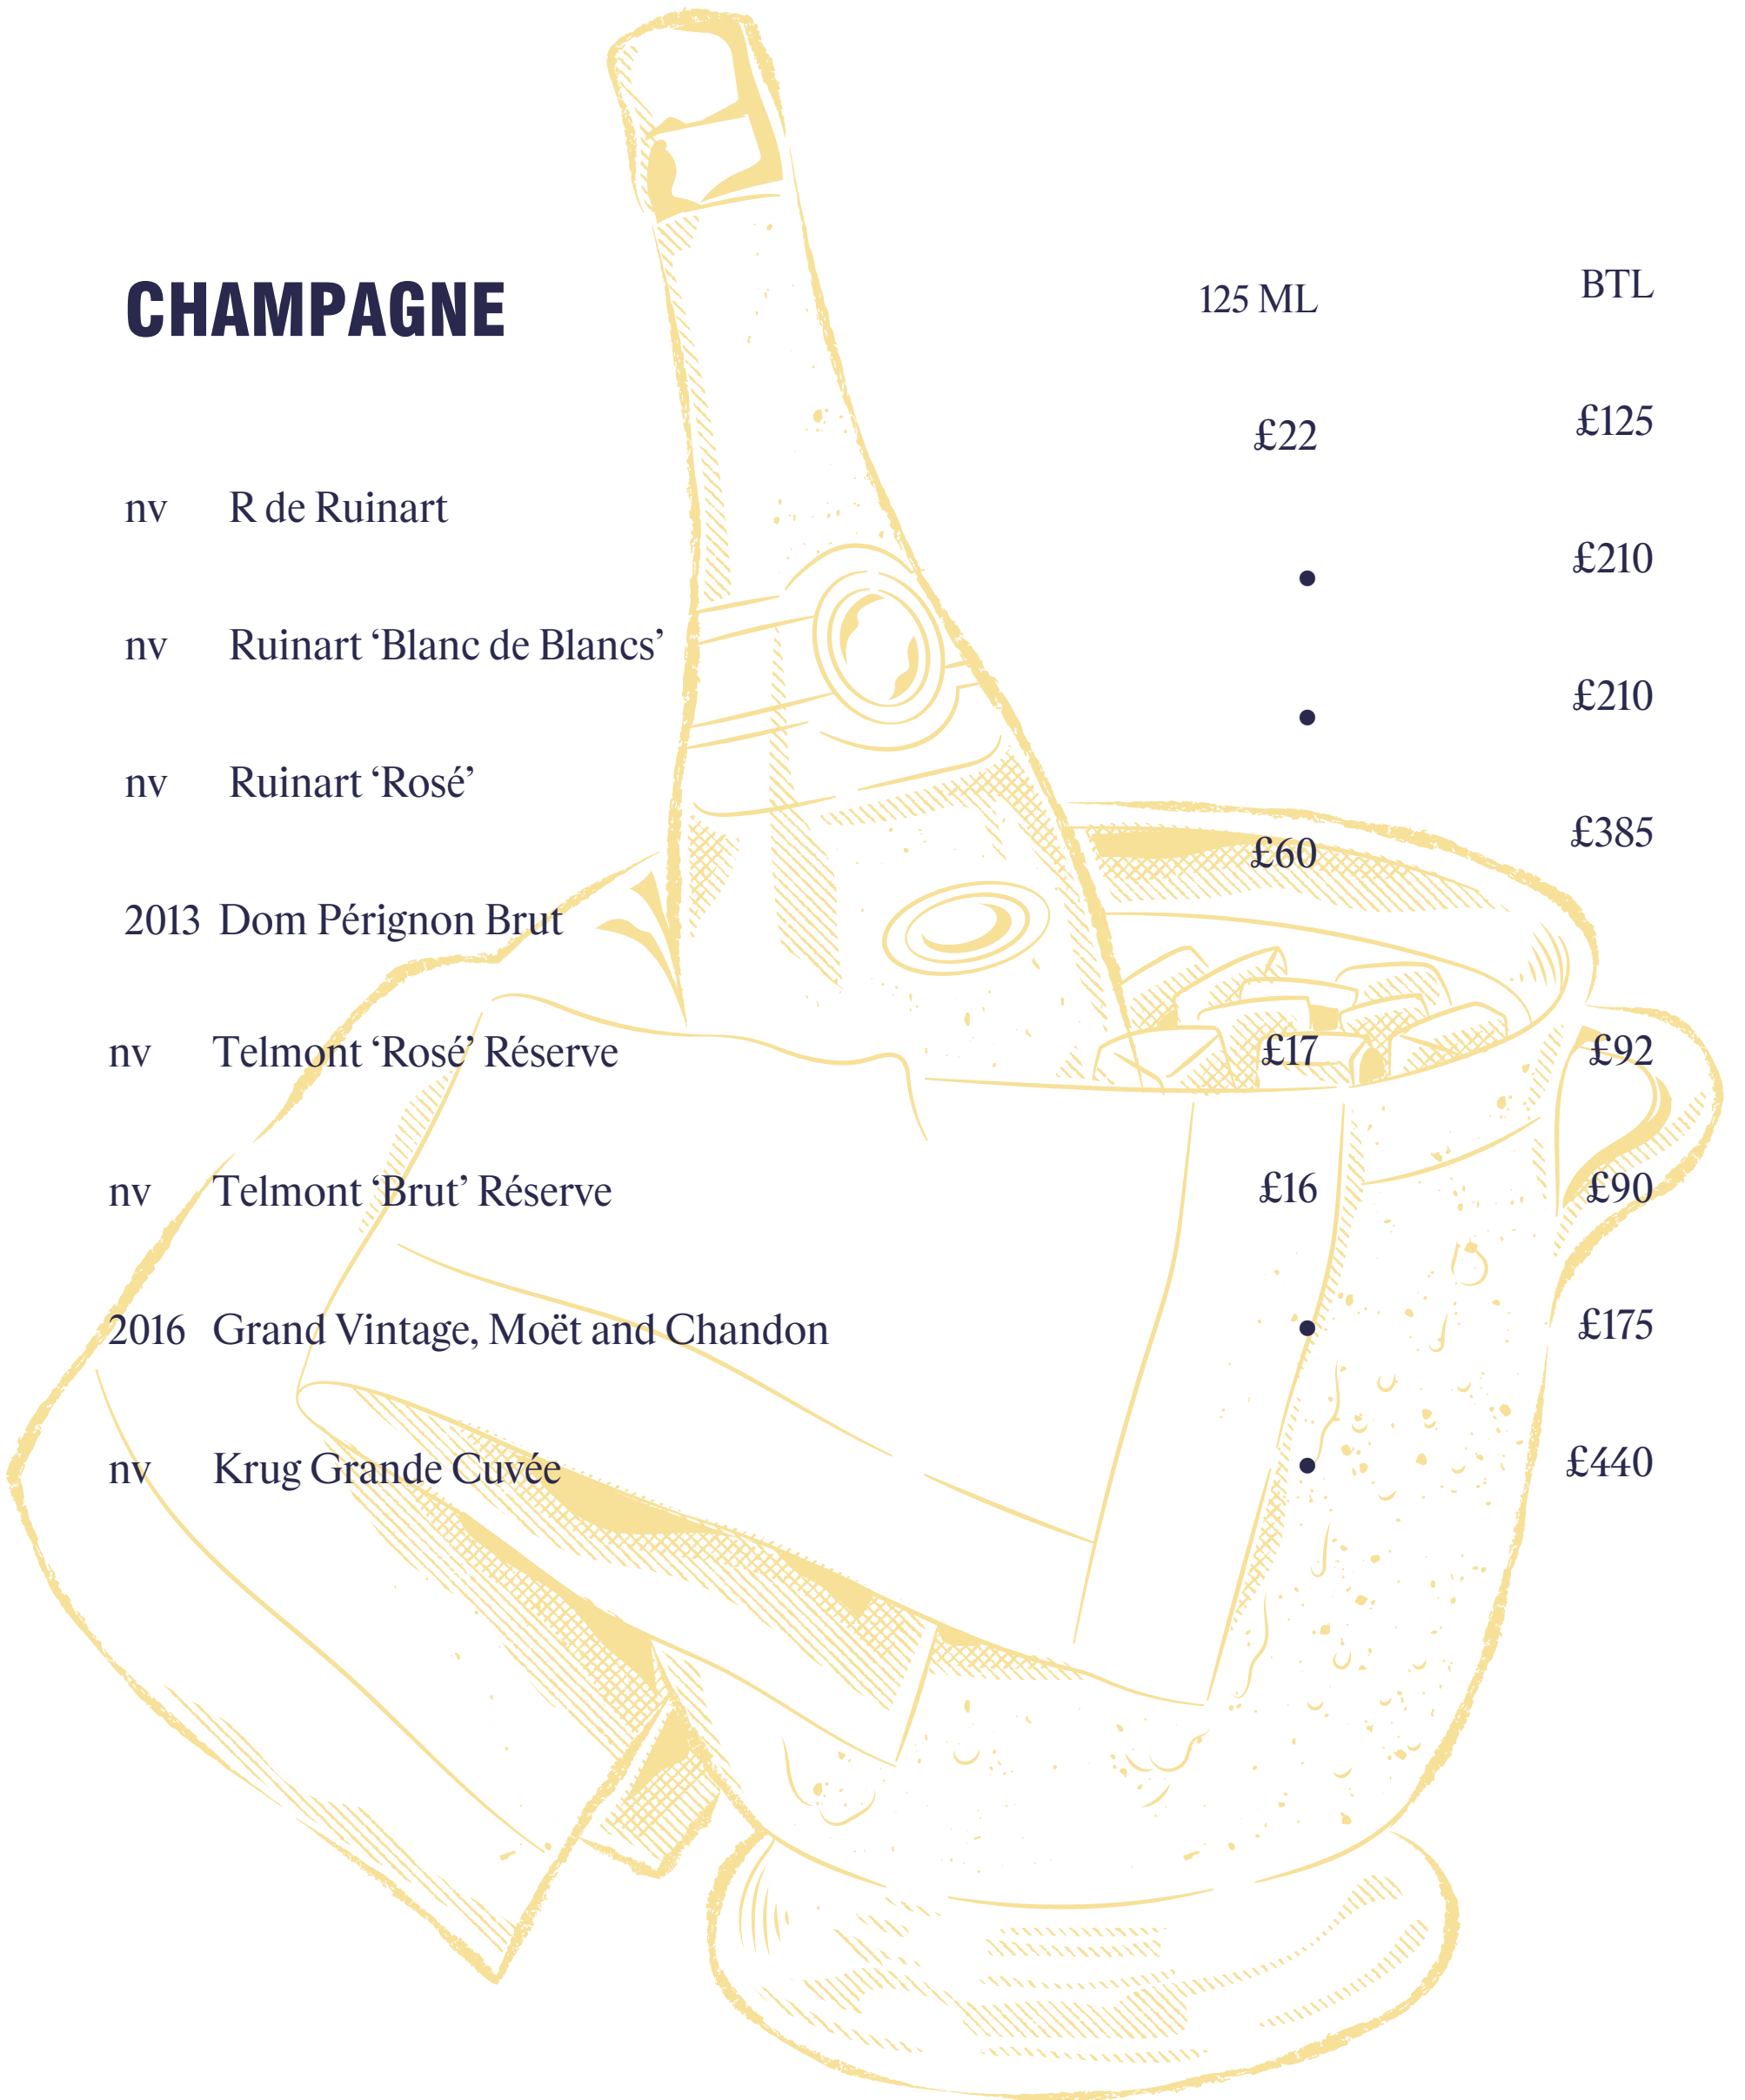 CHAMPAGNE 125 ML BTL
nv R de Ruinart £22 £125
nv Ruinart ‘Blanc de Blancs’ • £210
nv Ruinart ‘Rosé’ • £210
2013 Dom Pérignon Brut £60 £385
nv Telmont ‘Rosé’ Réserve £17 £92
nv Telmont ‘Brut’ Réserve £16 £90
2016 Grand Vintage, Moët and Chandon • £175
nv Krug Grande Cuvée • £440